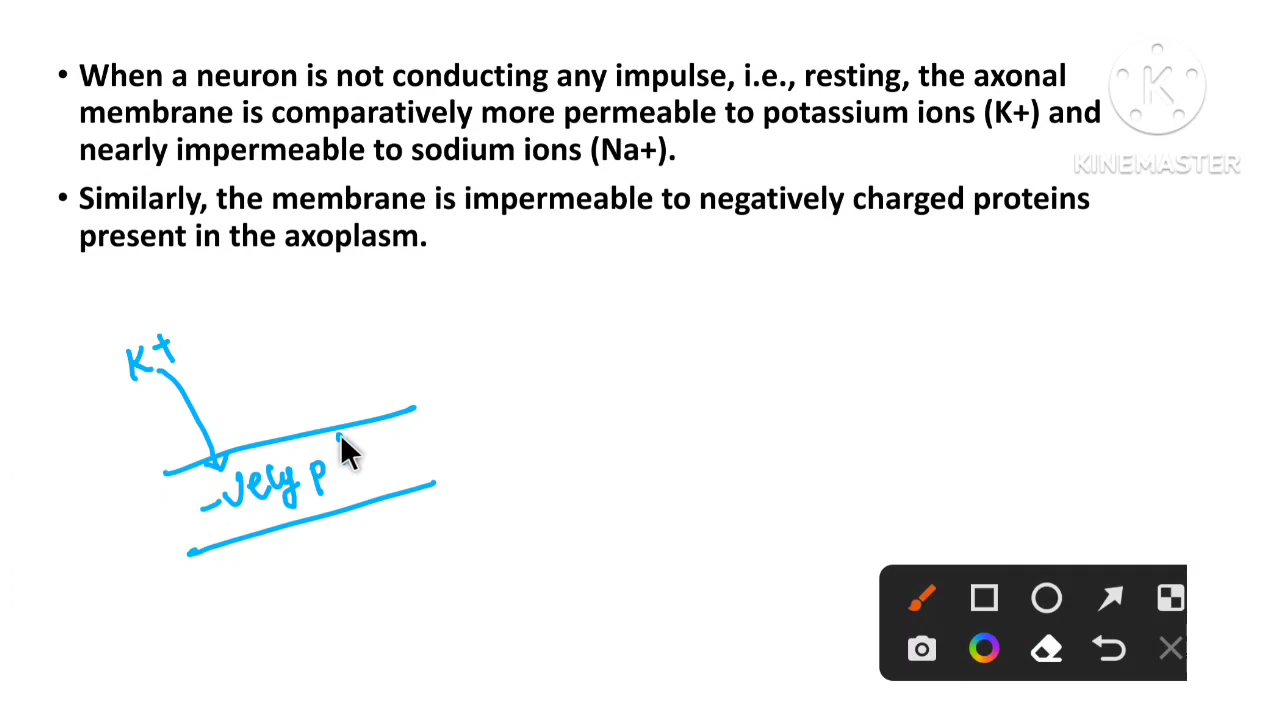 • When a neuron is not conducting any impulse, i.e., resting, the axonal
membrane is comparatively more permeable to potassium ions (K+) and
nearly impermeable to sodium ions (Na+).
• Similarly, the membrane is impermeable to negatively charged proteins
present in the axoplasm.
K
KINEMASTER
K+
-vely p